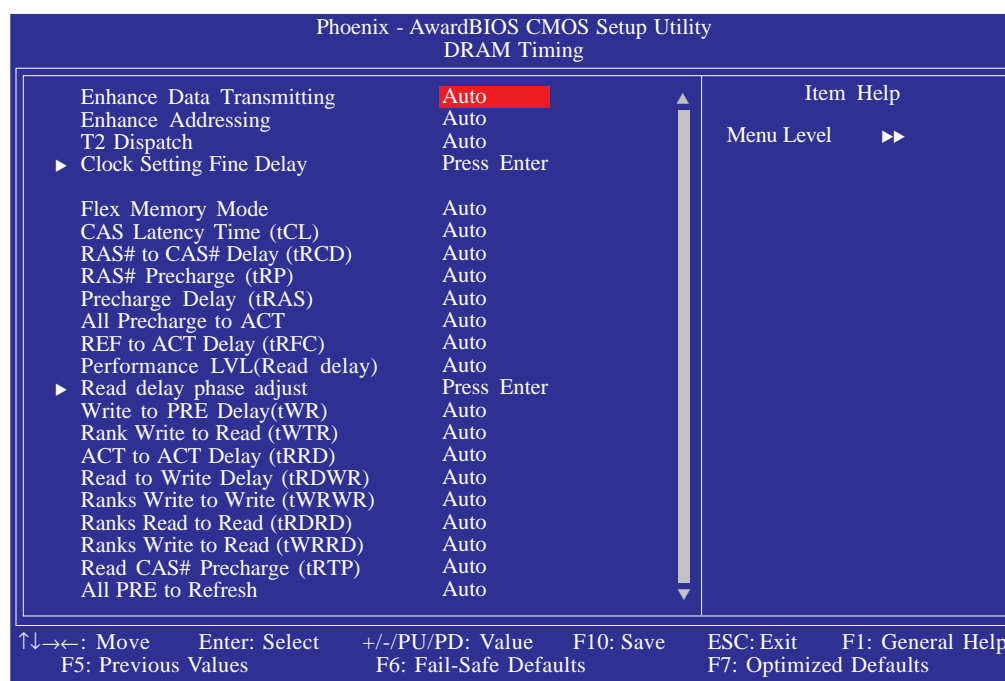 Phoenix - AwardBIOS CMOS Setup Utility
DRAM Timing
Enhance Data Transmitting Auto
Enhance Addressing Auto
T2 Dispatch Auto
▶ Clock Setting Fine Delay Press Enter
Flex Memory Mode Auto
CAS Latency Time (tCL) Auto
RAS# to CAS# Delay (tRCD) Auto
RAS# Precharge (tRP) Auto
Precharge Delay (tRAS) Auto
All Precharge to ACT Auto
REF to ACT Delay (tRFC) Auto
Performance LVL(Read delay) Auto
▶ Read delay phase adjust Press Enter
Write to PRE Delay(tWR) Auto
Rank Write to Read (tWTR) Auto
ACT to ACT Delay (tRRD) Auto
Read to Write Delay (tRDWR) Auto
Ranks Write to Write (tWRWR) Auto
Ranks Read to Read (tRDRD) Auto
Ranks Write to Read (tWRRD) Auto
Read CAS# Precharge (tRTP) Auto
All PRE to Refresh Auto
Item Help
Menu Level ▶▶
↑↓→←: Move Enter: Select +/-/PU/PD: Value F10: Save ESC: Exit F1: General Help
F5: Previous Values F6: Fail-Safe Defaults F7: Optimized Defaults